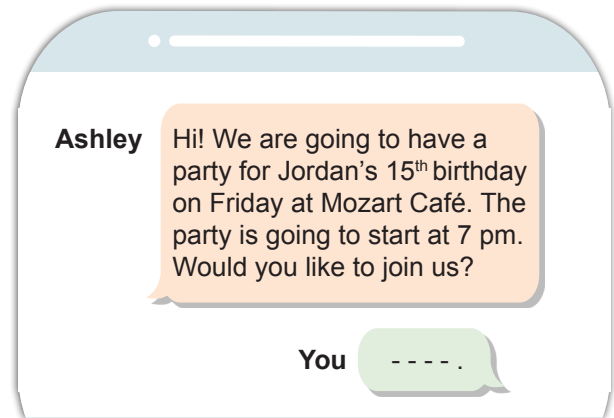 Ashley
Hi! We are going to have a
party for Jordan's 15th birthday
on Friday at Mozart Café. The
party is going to start at 7 pm.
Would you like to join us?
You
- - - - .